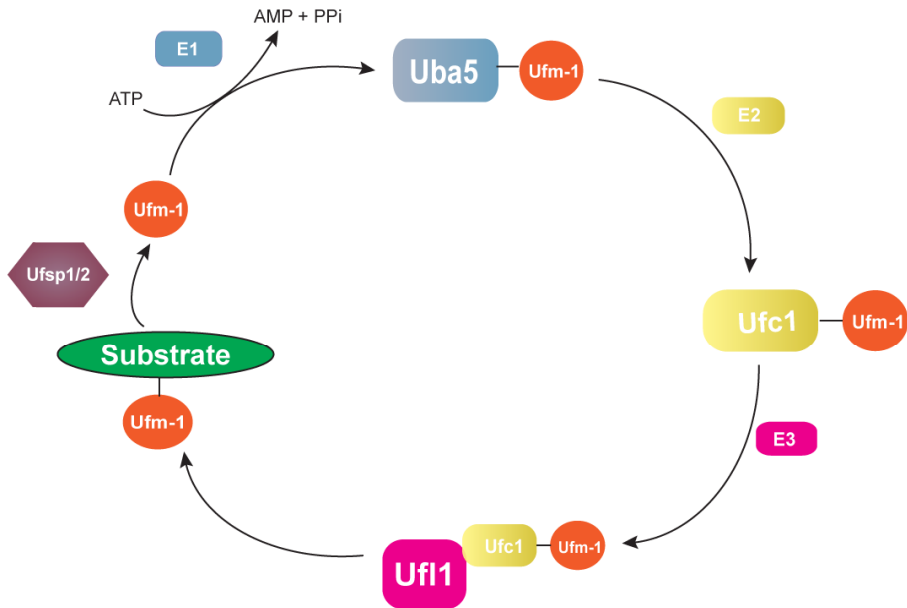 AMP + PPi
E1
ATP
Uba5
Ufm-1
E2
Ufm-1
Ufsp1/2
Ufc1
Ufm-1
Substrate
Ufm-1
E3
Ufl1
Ufc1
Ufm-1